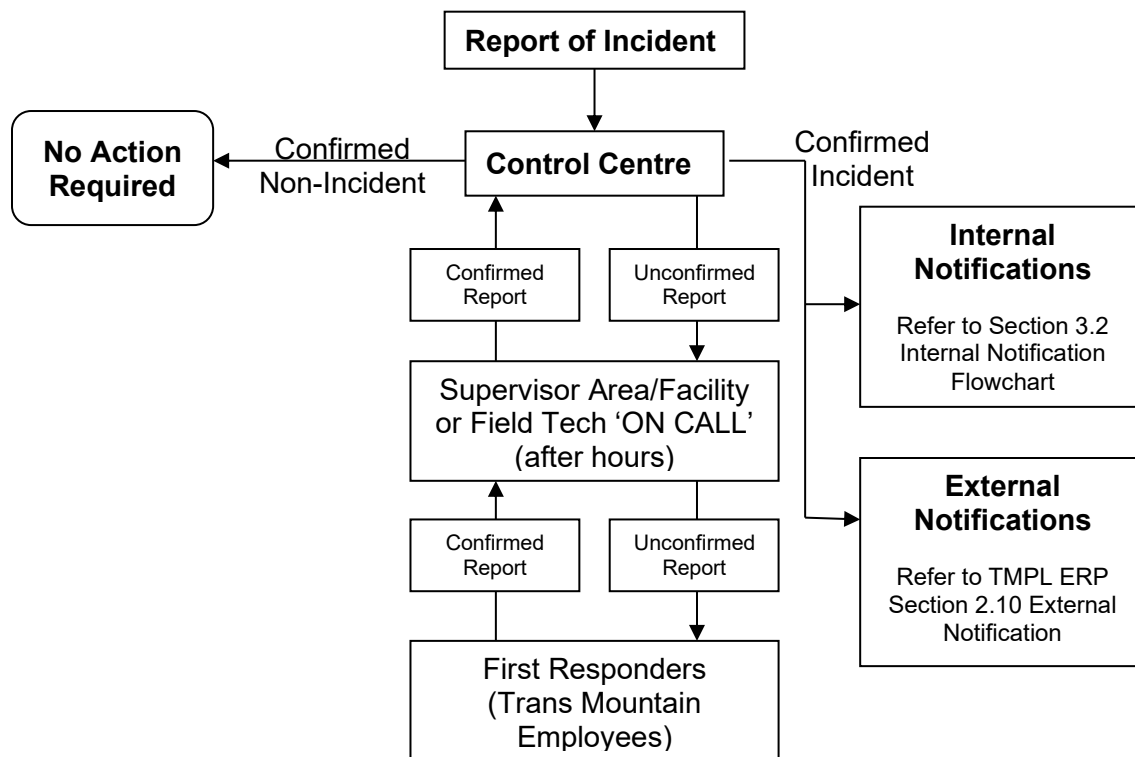 Report of Incident
No Action
Required
Confirmed
Non-Incident
Control Centre
Confirmed
Incident
Internal
Notifications
Refer to Section 3.2
Internal Notification
Flowchart
Confirmed
Report
Unconfirmed
Report
Supervisor Area/Facility
or Field Tech ‘ON CALL’
(after hours)
External
Notifications
Refer to TMPL ERP
Section 2.10 External
Notification
Confirmed
Report
Unconfirmed
Report
First Responders
(Trans Mountain
Employees)